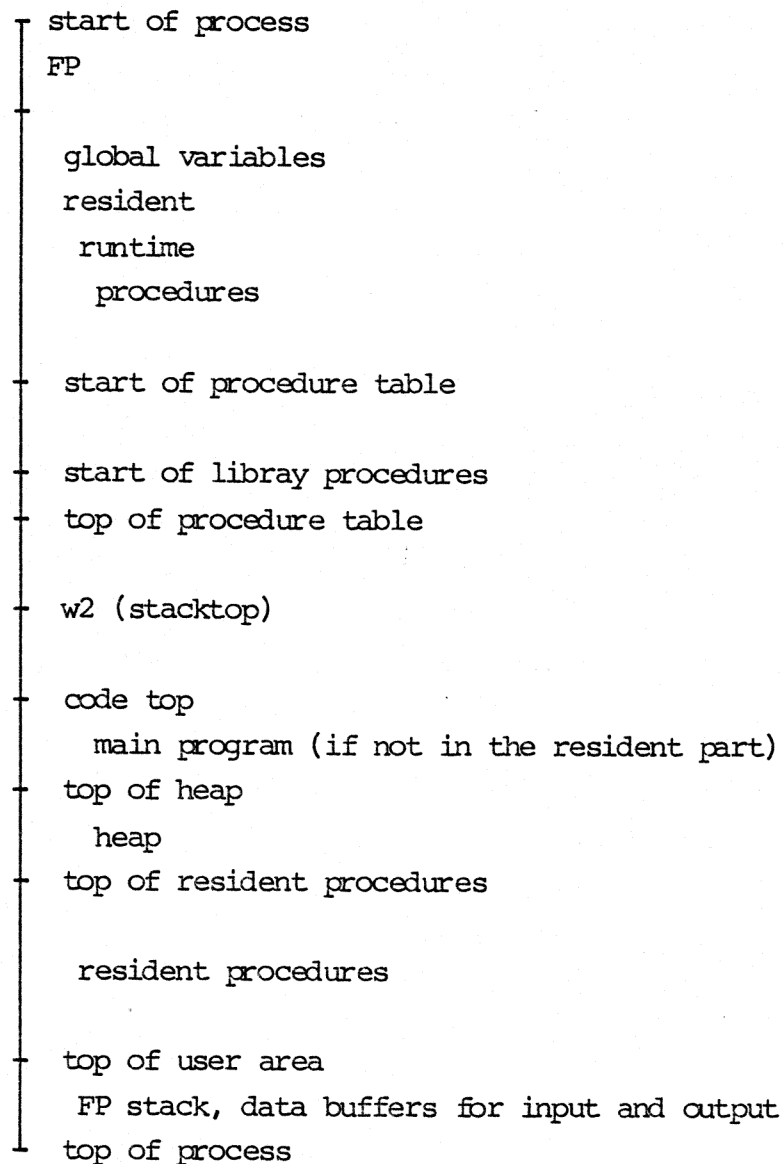 start of process
FP
global variables
resident
runtime
procedures
start of procedure table
start of libray procedures
top of procedure table
w2 (stacktop)
code top
main program (if not in the resident part)
top of heap
heap
top of resident procedures
resident procedures
top of user area
FP stack, data buffers for input and output
top of process